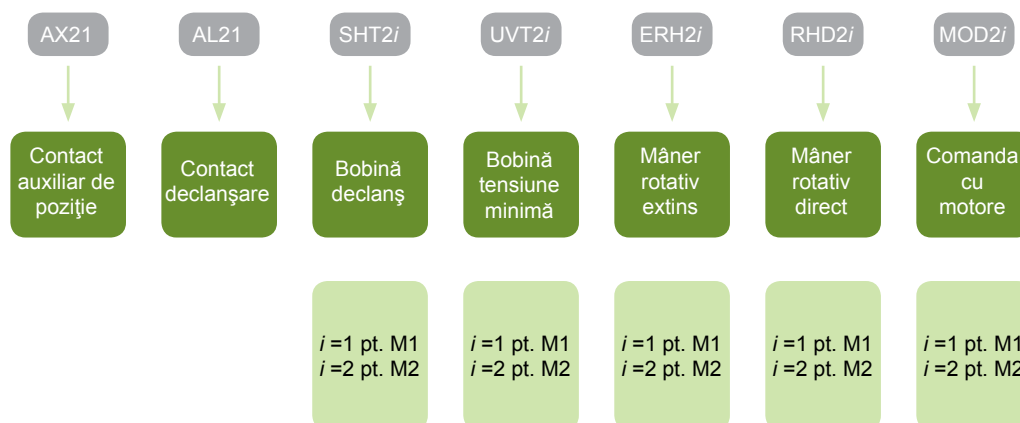 AX21
AL21
SHT2i
UVT2i
ERH2i
RHD2i
MOD2i
Contact
auxiliar de
poziţie
Contact
declanşare
Bobină
declanş
Bobină
tensiune
minimă
Mâner
rotativ
extins
Mâner
rotativ
direct
Comanda
cu
motore
i =1 pt. M1
i =2 pt. M2
i =1 pt. M1
i =2 pt. M2
i =1 pt. M1
i =2 pt. M2
i =1 pt. M1
i =2 pt. M2
i =1 pt. M1
i =2 pt. M2